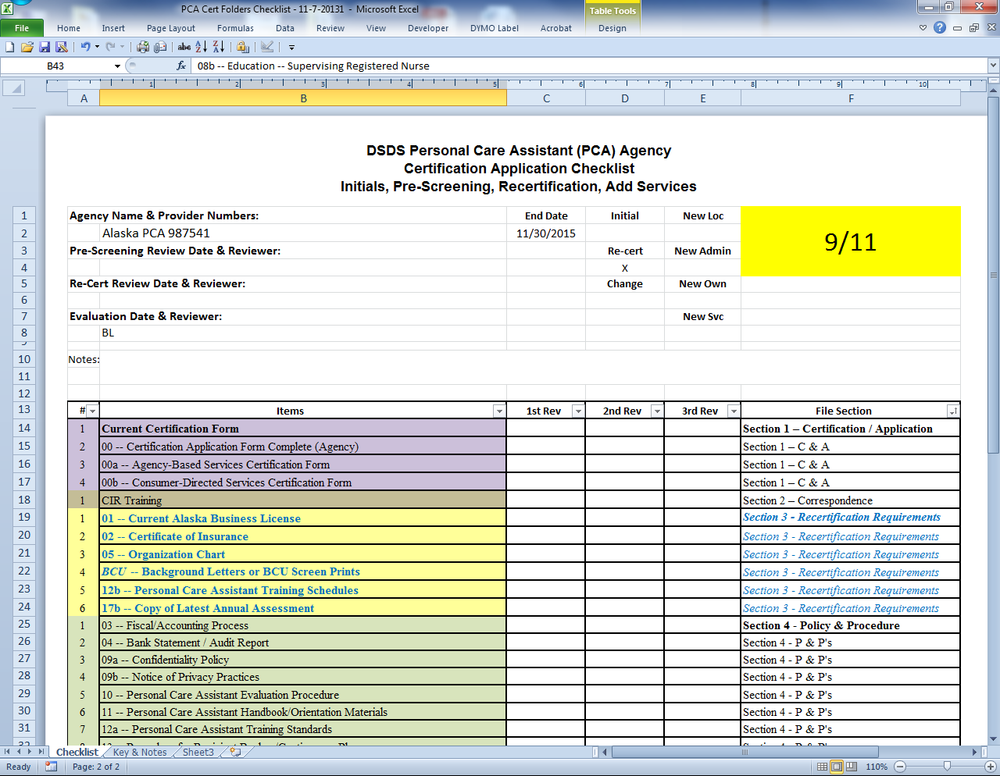 PCA Cert Folders Checklist - 11-7-20131 - Microsoft Excel
Table Tools
File Home Insert Page Layout Formulas Data Review View Developer DYMO Label Acrobat Design
B43 fx 08b -- Education -- Supervising Registered Nurse
1 2 3 4 5 6 7 8 9 10
A B C D E F
DSDS Personal Care Assistant (PCA) Agency
Certification Application Checklist
Initials, Pre-Screening, Recertification, Add Services
1 Agency Name & Provider Numbers: End Date Initial New Loc
9/11
2 Alaska PCA 987541 11/30/2015
3 Pre-Screening Review Date & Reviewer: Re-cert New Admin
4 X
5 Re-Cert Review Date & Reviewer: Change New Own
6
7 Evaluation Date & Reviewer: New Svc
8 BL
10 Notes:
11
12
13 # Items 1st Rev 2nd Rev 3rd Rev File Section
14 1 Current Certification Form Section 1 – Certification / Application
15 2 00 -- Certification Application Form Complete (Agency) Section 1 – C & A
16 3 00a -- Agency-Based Services Certification Form Section 1 – C & A
17 4 00b -- Consumer-Directed Services Certification Form Section 1 – C & A
18 1 CIR Training Section 2 – Correspondence
19 1 01 -- Current Alaska Business License Section 3 - Recertification Requirements
20 2 02 -- Certificate of Insurance Section 3 - Recertification Requirements
21 3 05 -- Organization Chart Section 3 - Recertification Requirements
22 4 BCU -- Background Letters or BCU Screen Prints Section 3 - Recertification Requirements
23 5 12b -- Personal Care Assistant Training Schedules Section 3 - Recertification Requirements
24 6 17b -- Copy of Latest Annual Assessment Section 3 - Recertification Requirements
25 1 03 -- Fiscal/Accounting Process Section 4 - Policy & Procedure
26 2 04 -- Bank Statement / Audit Report Section 4 - P & P's
27 3 09a -- Confidentiality Policy Section 4 - P & P's
28 4 09b -- Notice of Privacy Practices Section 4 - P & P's
29 5 10 -- Personal Care Assistant Evaluation Procedure Section 4 - P & P's
30 6 11 -- Personal Care Assistant Handbook/Orientation Materials Section 4 - P & P's
31 7 12a -- Personal Care Assistant Training Standards Section 4 - P & P's
Checklist Key & Notes Sheet3
Ready Page: 2 of 2 110%